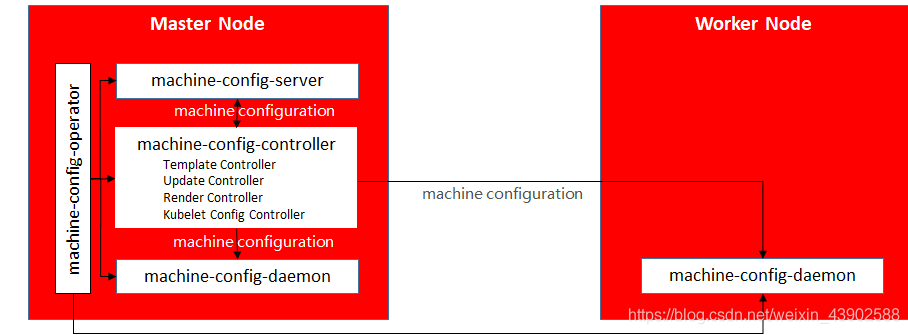 Master Node
Worker Node
machine-config-operator
machine-config-server
machine configuration
machine-config-controller
Template Controller
Update Controller
Render Controller
Kubelet Config Controller
machine configuration
machine configuration
machine-config-daemon
machine-config-daemon
https://blog.csdn.net/weixin_43902588